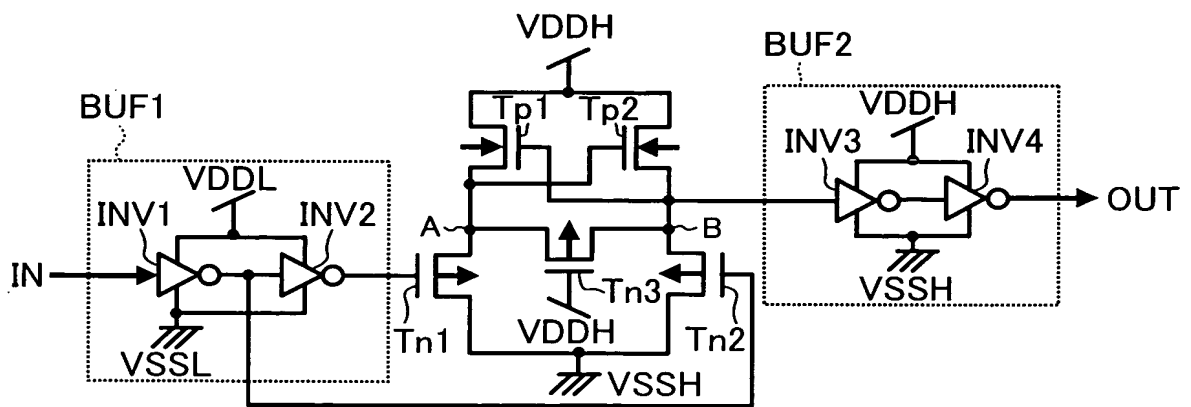 VDDH
BUF2
BUF1
Tp1
Tp2
VDDH
INV3
INV4
VDDL
INV1
INV2
A
B
OUT
IN
Tn3
VSSH
VDDH
Tn1
Tn2
VSSL
VSSH